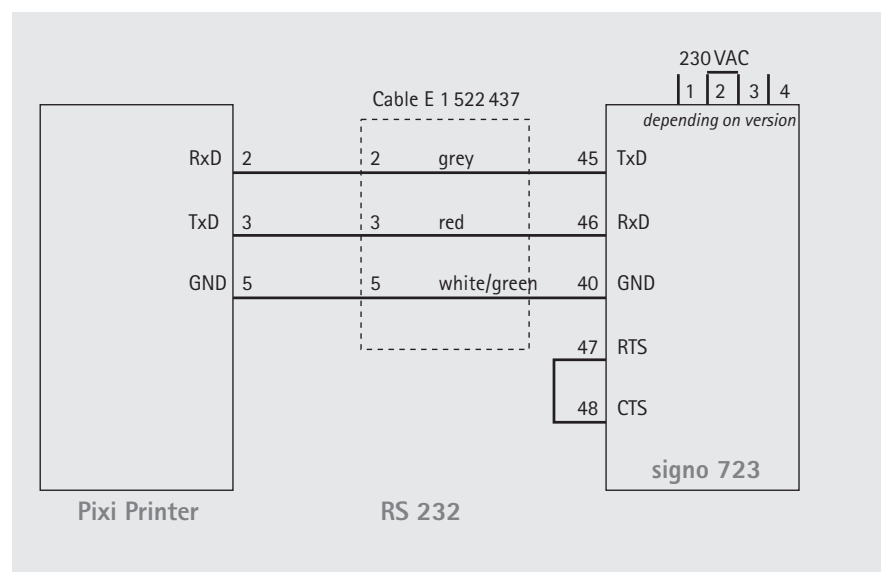 230 VAC
1 2 3 4
depending on version
Cable E 1 522 437
RxD 2 2 grey 45 TxD
TxD 3 3 red 46 RxD
GND 5 5 white/green 40 GND
47 RTS
48 CTS
signo 723
Pixi Printer RS 232